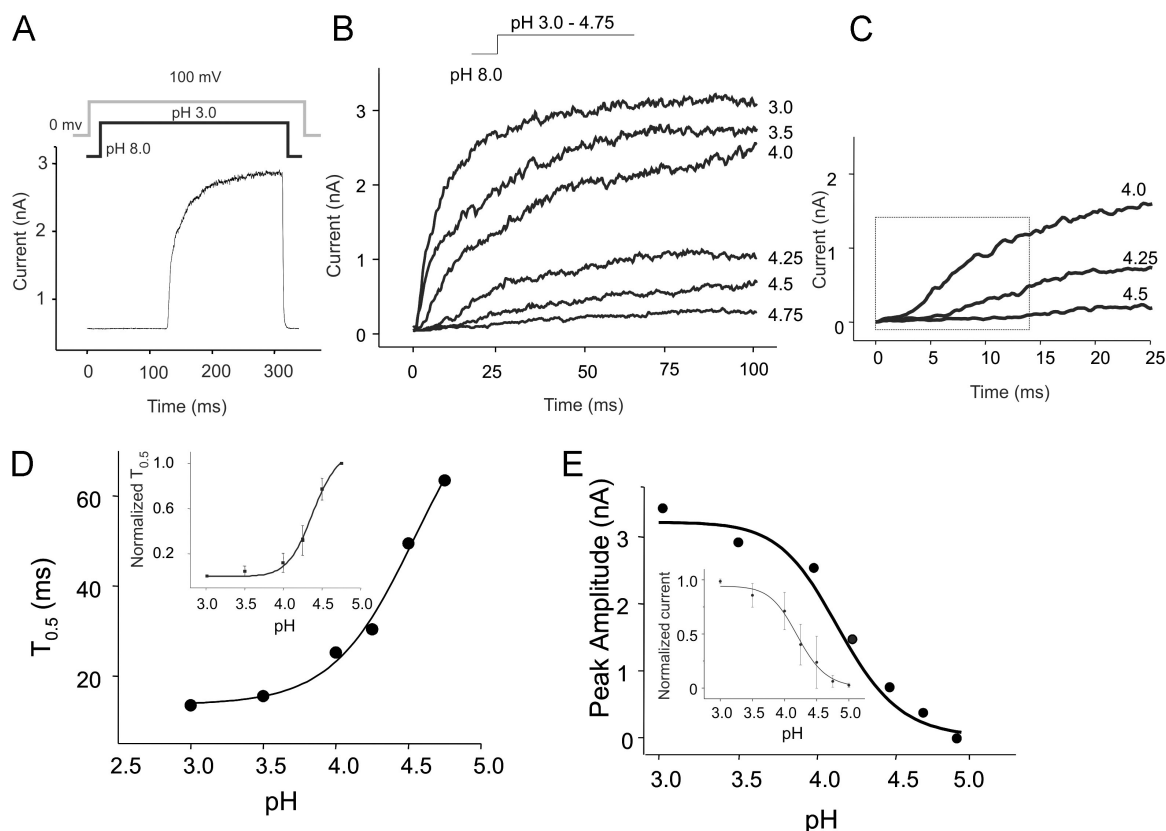 A
100 mV
pH 3.0
0 mv
pH 8.0
3
2
1
Current (nA)
0 100 200 300
Time (ms)
B
pH 3.0 - 4.75
pH 8.0
3
2
1
0
Current (nA)
3.0
3.5
4.0
4.25
4.5
4.75
0 25 50 75 100
Time (ms)
C
2
1
0
Current (nA)
4.0
4.25
4.5
0 5 10 15 20 25
Time (ms)
D
60
40
20
T0.5 (ms)
2.5 3.0 3.5 4.0 4.5 5.0
pH
Normalized T0.5
1.0
0.6
0.2
3.0 3.5 4.0 4.5 5.0
pH
E
3
2
1
0
Peak Amplitude (nA)
3.0 3.5 4.0 4.5 5.0
pH
Normalized current
1.0
0.5
0
3.0 3.5 4.0 4.5 5.0
pH